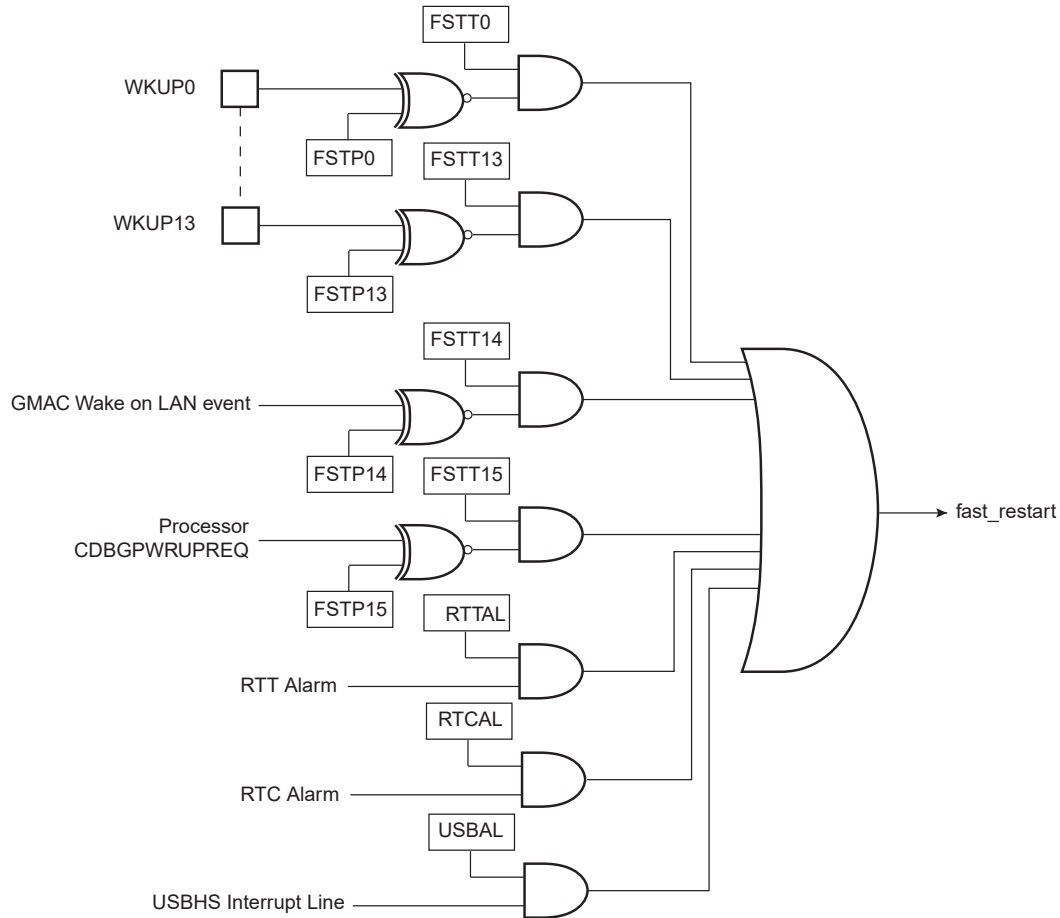 FSTT0
WKUP0
FSTP0
FSTT13
WKUP13
FSTP13
FSTT14
GMAC Wake on LAN event
FSTP14
FSTT15
Processor
CDBGPWRUPREQ
fast_restart
FSTP15
RTTAL
RTT Alarm
RTCAL
RTC Alarm
USBAL
USBHS Interrupt Line